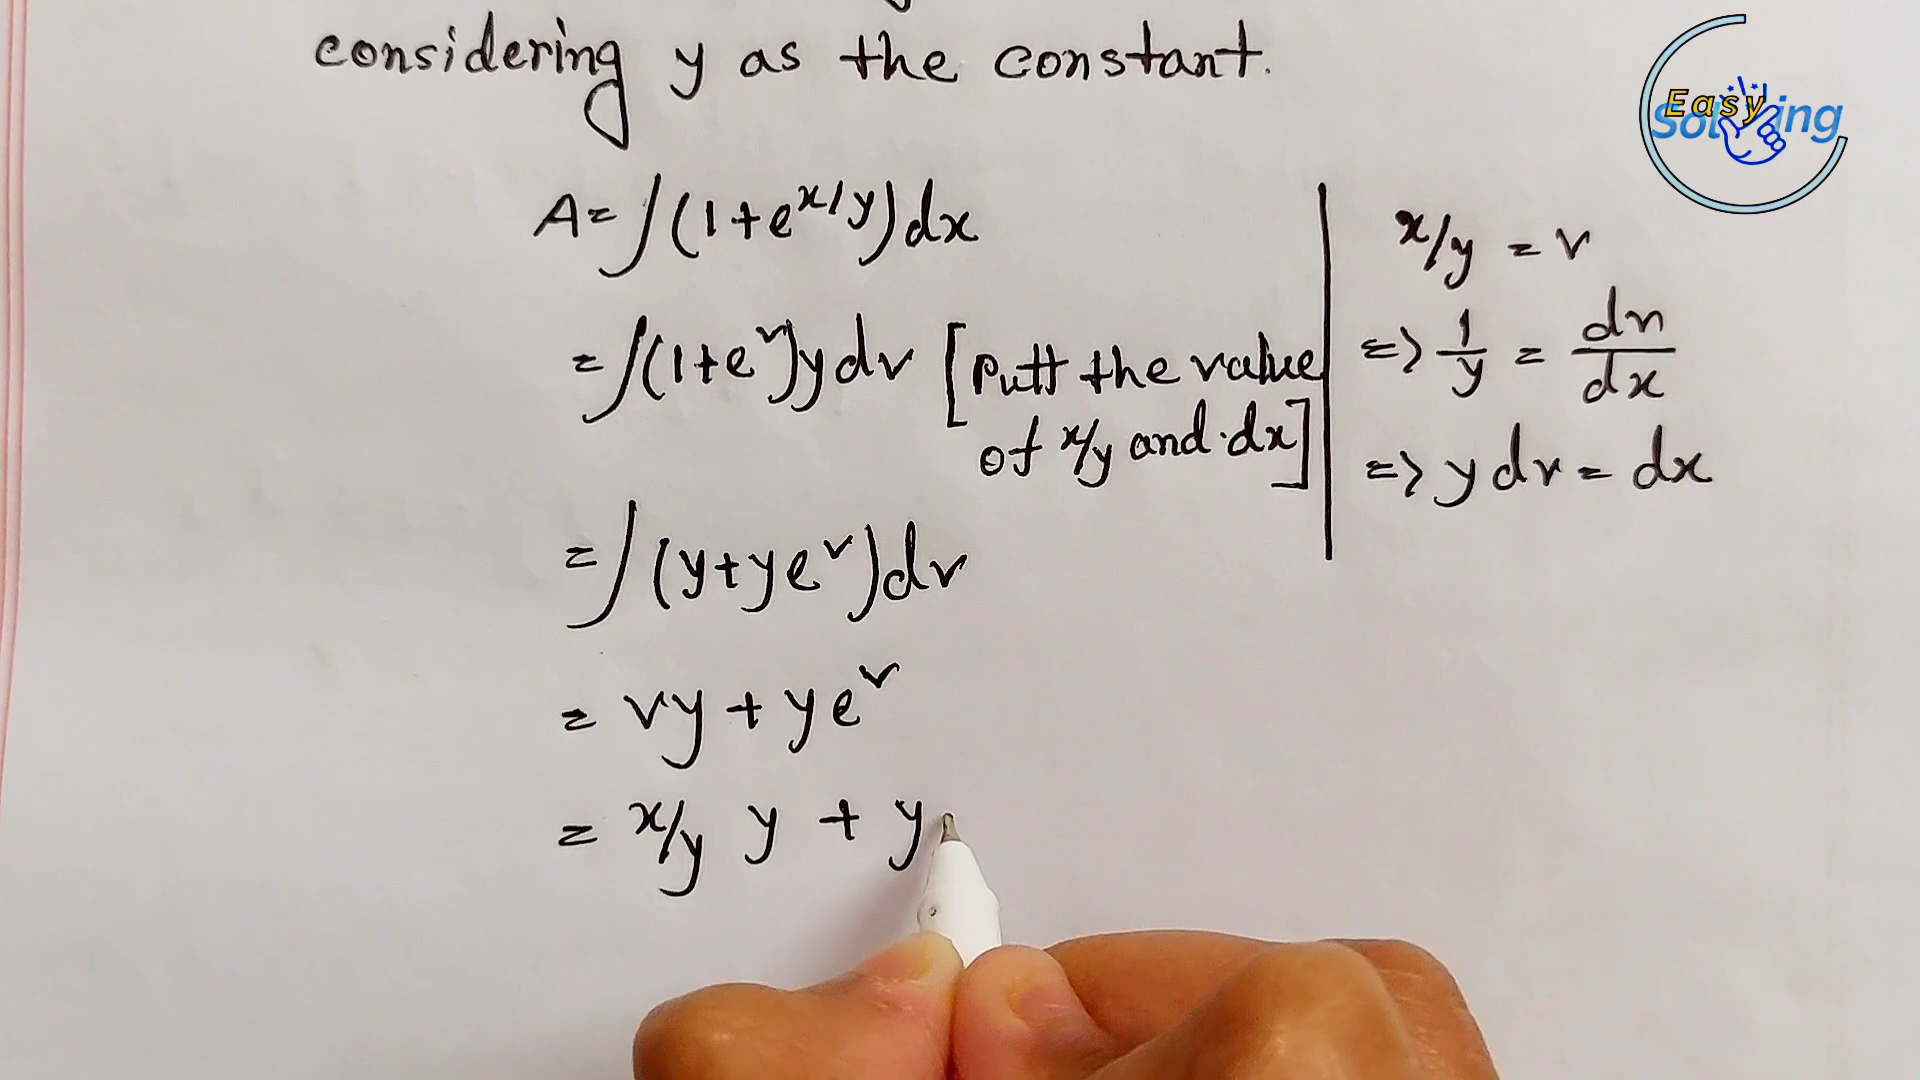 considering y as the constant.
Easy
Solving
A = ∫(1+e^x/y)dx
= ∫(1+e^v)y dv [Putt the value
of x/y and dx]
= ∫(y+ye^v)dv
= vy + ye^v
= x/y y + y
x/y = v
=> 1/y = dv/dx
=> y dv = dx